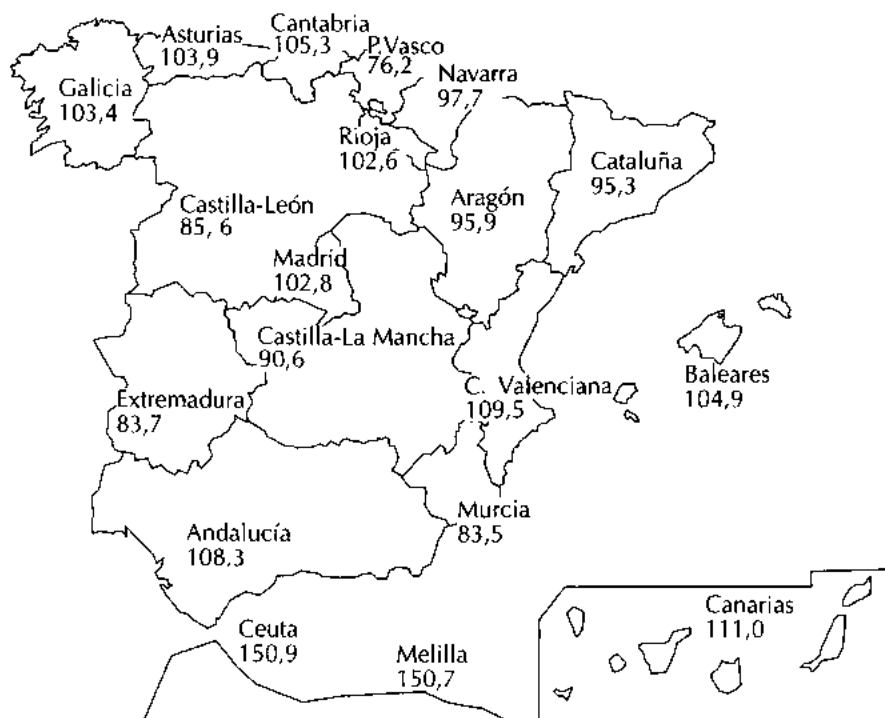 Cantabria
105,3
Asturias
103,9
P.Vasco
76,2
Navarra
97,7
Galicia
103,4
Rioja
102,6
Cataluña
95,3
Aragón
95,9
Castilla-León
85, 6
Madrid
102,8
Castilla-La Mancha
90,6
Baleares
104,9
C. Valenciana
109,5
Extremadura
83,7
Murcia
83,5
Andalucía
108,3
Canarias
111,0
Ceuta
150,9
Melilla
150,7